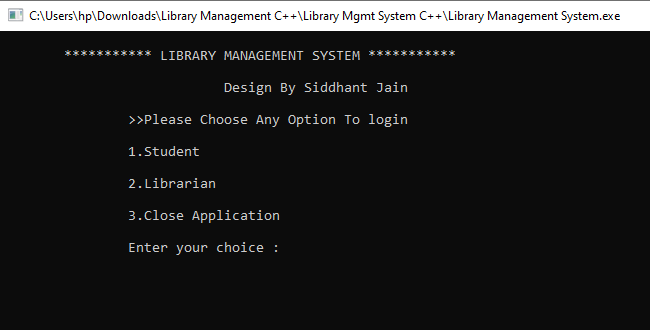 C:\Users\hp\Downloads\Library Management C++\Library Mgmt System C++\Library Management System.exe
*********** LIBRARY MANAGEMENT SYSTEM ***********
Design By Siddhant Jain
>>Please Choose Any Option To login
1.Student
2.Librarian
3.Close Application
Enter your choice :